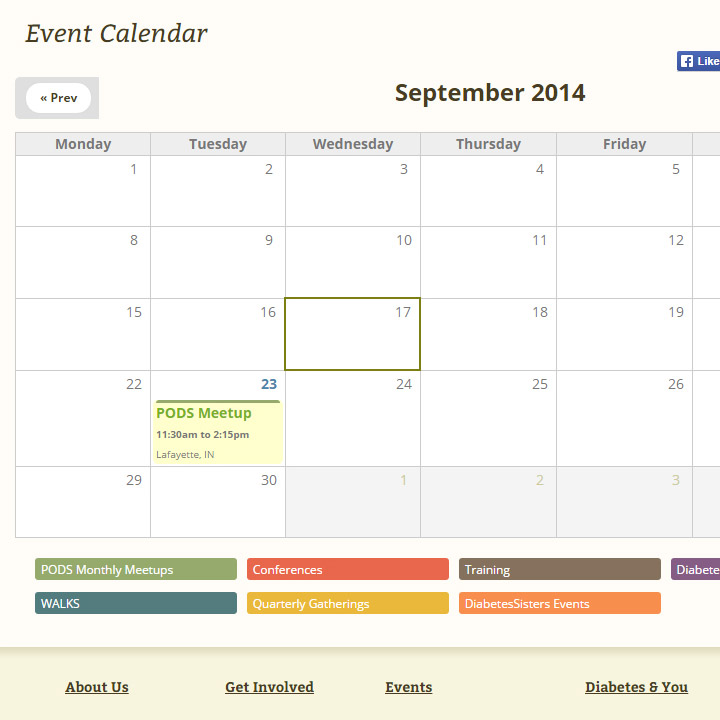 Event Calendar
Like
« Prev
September 2014
Monday Tuesday Wednesday Thursday Friday
1 2 3 4 5
8 9 10 11 12
15 16 17 18 19
22 23 24 25 26
PODS Meetup
11:30am to 2:15pm
Lafayette, IN
29 30 1 2 3
PODS Monthly Meetups Conferences Training Diabete
WALKS Quarterly Gatherings DiabetesSisters Events
About Us Get Involved Events Diabetes & You